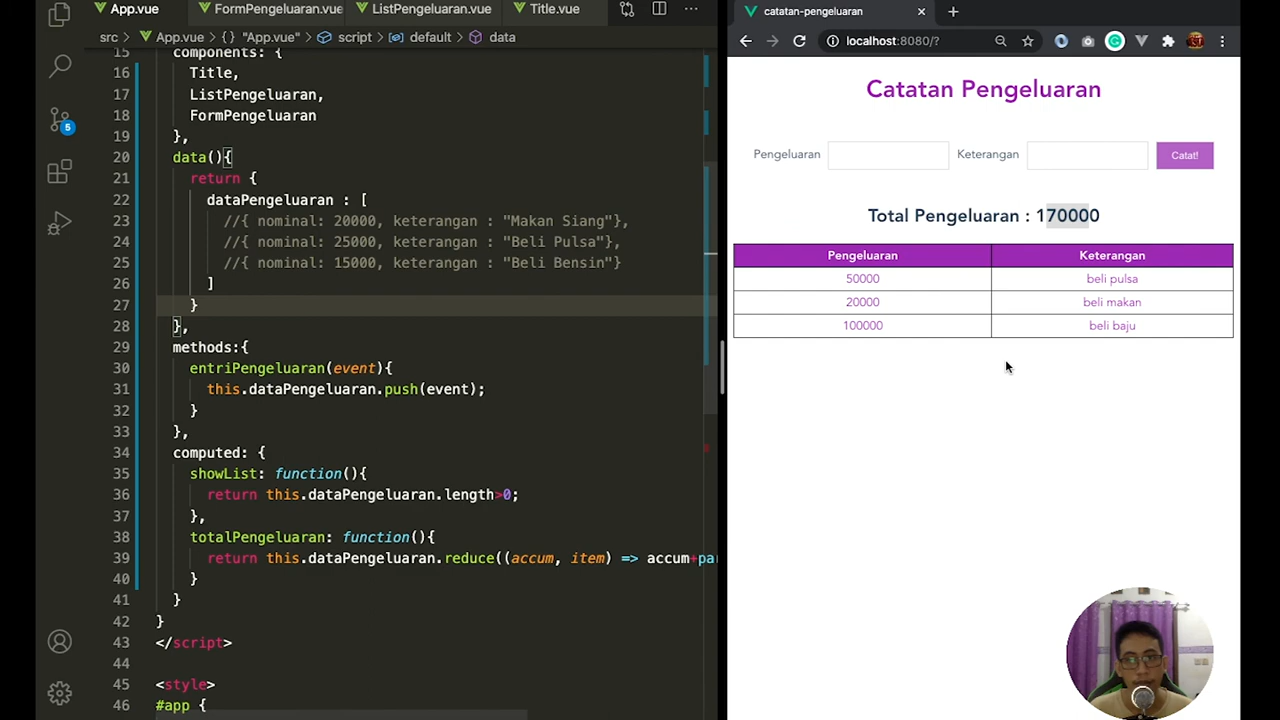 App.vue
FormPengeluaran.vue
ListPengeluaran.vue
Title.vue
src > App.vue > {} "App.vue" > script > default > data
15 components: {
16 Title,
17 ListPengeluaran,
18 FormPengeluaran
19 },
20 data(){
21 return {
22 dataPengeluaran : [
23 //{ nominal: 20000, keterangan : "Makan Siang"},
24 //{ nominal: 25000, keterangan : "Beli Pulsa"},
25 //{ nominal: 15000, keterangan : "Beli Bensin"}
26 ]
27 }
28 },
29 methods:{
30 entriPengeluaran(event){
31 this.dataPengeluaran.push(event);
32 }
33 },
34 computed: {
35 showList: function(){
36 return this.dataPengeluaran.length>0;
37 },
38 totalPengeluaran: function(){
39 return this.dataPengeluaran.reduce((accum, item) => accum+pa
40 }
41 }
42 }
43 </script>
44
45 <style>
46 #app {
5
catatan-pengeluaran
localhost:8080/?
Catatan Pengeluaran
Pengeluaran Keterangan Catat!
Total Pengeluaran : 170000
Pengeluaran Keterangan
50000 beli pulsa
20000 beli makan
100000 beli baju